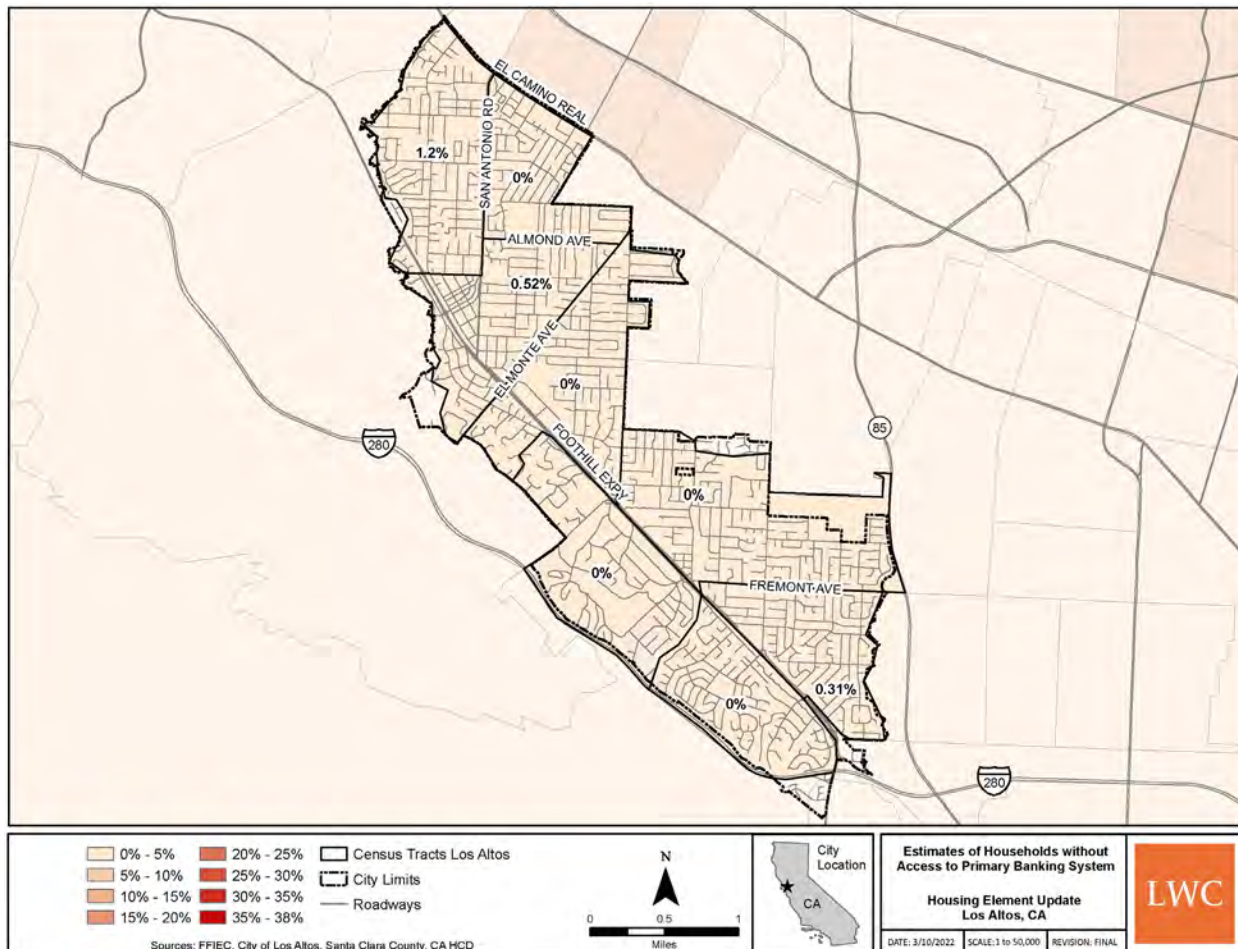 EL CAMINO REAL
SAN ANTONIO RD
1.2%
0%
ALMOND AVE
0.52%
EL MONTE AVE
0%
FOOTHILL EXPY
280
85
0%
0%
FREMONT AVE
0.31%
0%
280
0% - 5%
5% - 10%
10% - 15%
15% - 20%
20% - 25%
25% - 30%
30% - 35%
35% - 38%
Census Tracts Los Altos
City Limits
Roadways
Sources: FFIEC, City of Los Altos, Santa Clara County, CA HCD
N
0 0.5 1
Miles
City
Location
CA
Estimates of Households without
Access to Primary Banking System
Housing Element Update
Los Altos, CA
DATE: 3/10/2022
SCALE:1 to 50,000
REVISION: FINAL
LWC